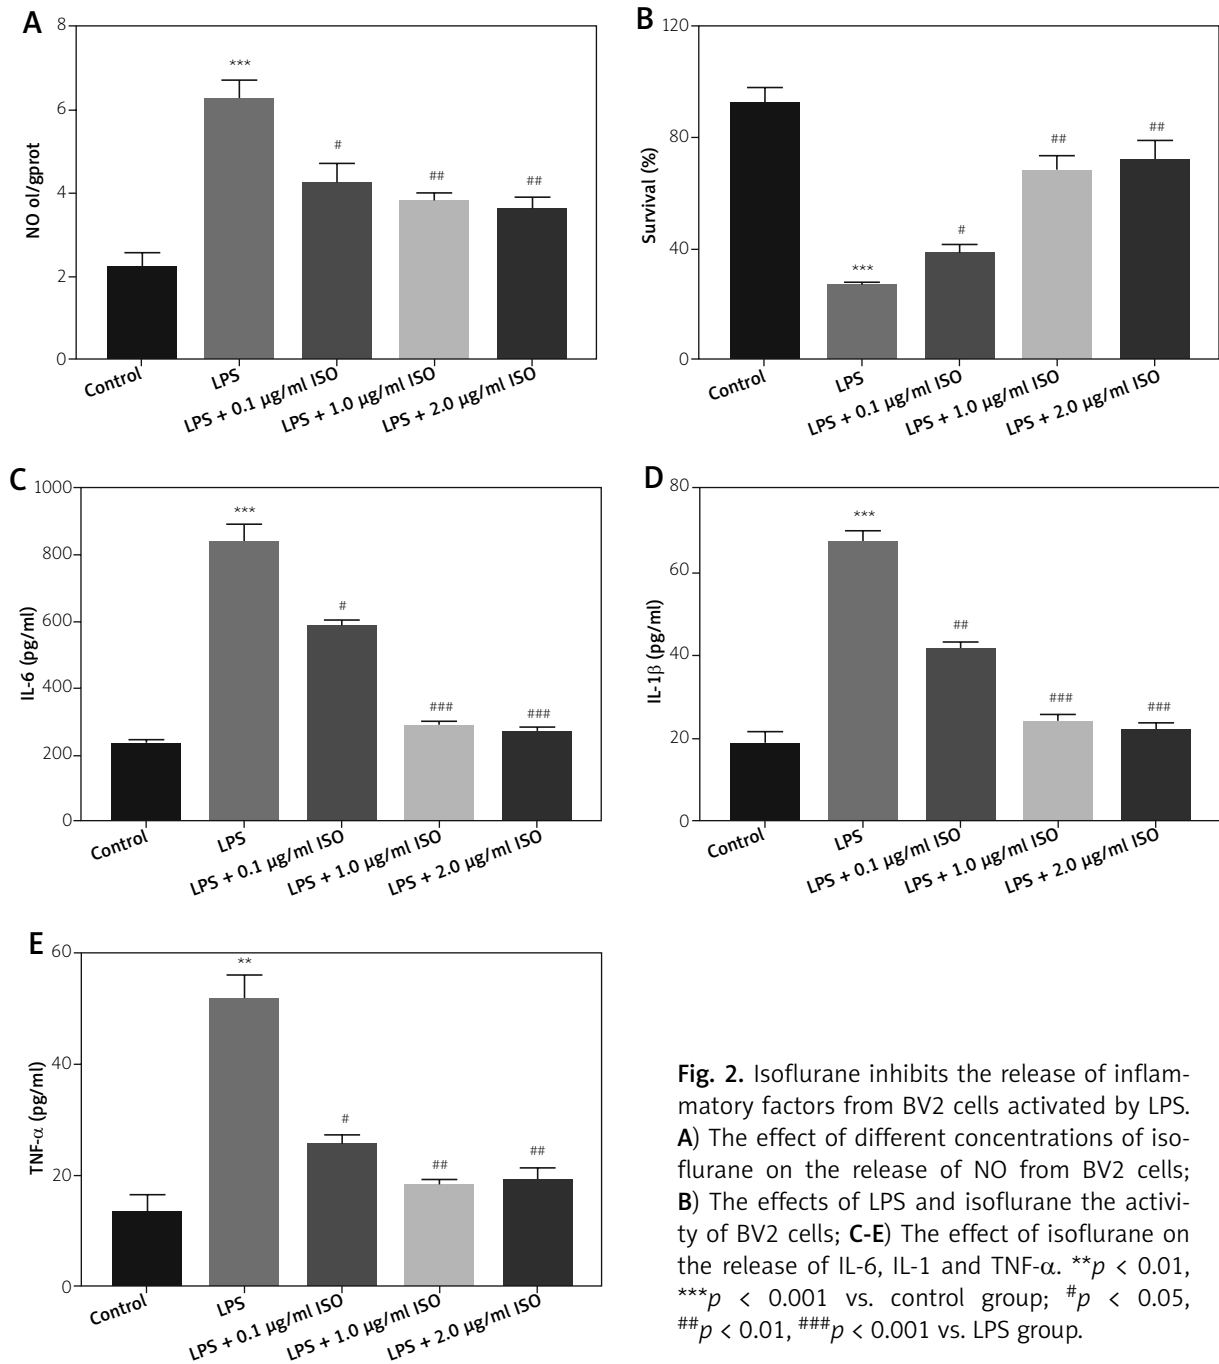 A
8
6
4
2
0
NO ol/gprot
***
#
##
##
Control
LPS
LPS + 0.1 µg/ml ISO
LPS + 1.0 µg/ml ISO
LPS + 2.0 µg/ml ISO
B
120
80
40
0
Survival (%)
***
#
##
##
Control
LPS
LPS + 0.1 µg/ml ISO
LPS + 1.0 µg/ml ISO
LPS + 2.0 µg/ml ISO
C
1000
800
600
400
200
0
IL-6 (pg/ml)
***
#
###
###
Control
LPS
LPS + 0.1 µg/ml ISO
LPS + 1.0 µg/ml ISO
LPS + 2.0 µg/ml ISO
D
80
60
40
20
0
IL-1β (pg/ml)
***
##
###
###
Control
LPS
LPS + 0.1 µg/ml ISO
LPS + 1.0 µg/ml ISO
LPS + 2.0 µg/ml ISO
E
60
40
20
0
TNF-α (pg/ml)
**
#
##
##
Control
LPS
LPS + 0.1 µg/ml ISO
LPS + 1.0 µg/ml ISO
LPS + 2.0 µg/ml ISO
Fig. 2. Isoflurane inhibits the release of inflam-
matory factors from BV2 cells activated by LPS.
A) The effect of different concentrations of iso-
flurane on the release of NO from BV2 cells;
B) The effects of LPS and isoflurane the activi-
ty of BV2 cells; C-E) The effect of isoflurane on
the release of IL-6, IL-1 and TNF-α. **p < 0.01,
***p < 0.001 vs. control group; #p < 0.05,
##p < 0.01, ###p < 0.001 vs. LPS group.